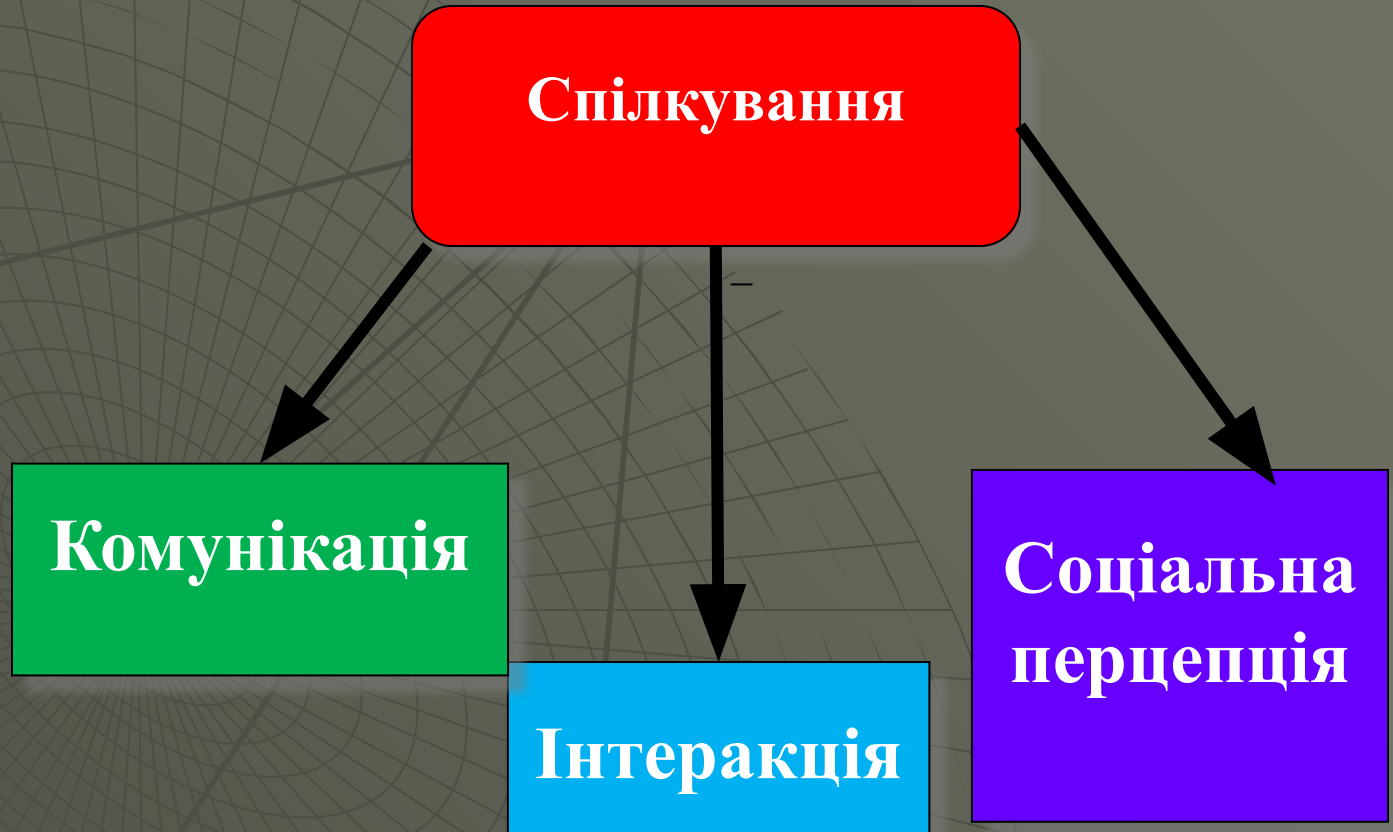 Спілкування
Комунікація
Соціальна
перцепція
Інтеракція